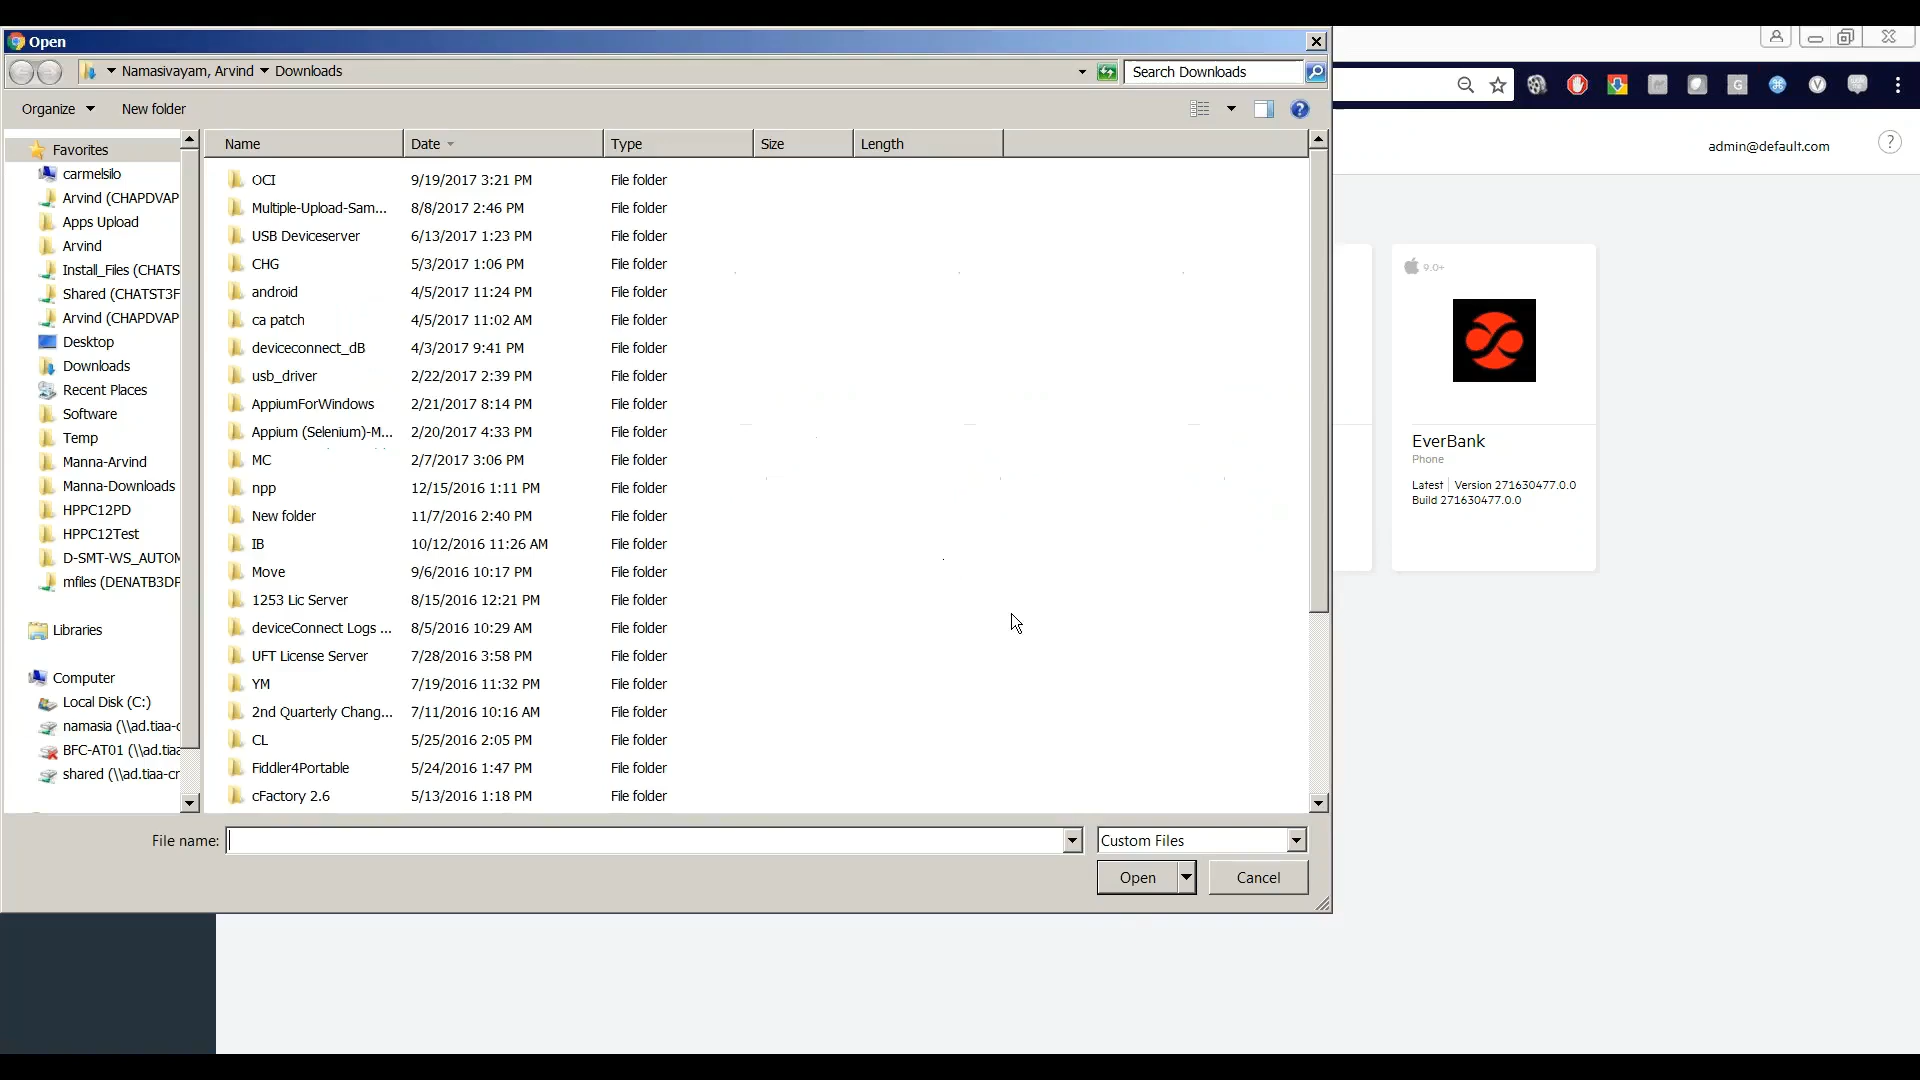 Open
Namasivayam, Arvind Downloads
Search Downloads
Organize New folder
Name Date Type Size Length
Favorites
carmelsilo
Arvind (CHAPDVAP
Apps Upload
Arvind
Install_Files (CHATS
Shared (CHATST3F
Arvind (CHAPDVAP
Desktop
Downloads
Recent Places
Software
Temp
Manna-Arvind
Manna-Downloads
HPPC12PD
HPPC12Test
D-SMT-WS_AUTOM
mfiles (DENATB3DP
Libraries
Computer
Local Disk (C:)
namasia (\\ad.tiaa-c
BFC-AT01 (\\ad.tiaa
shared (\\ad.tiaa-cr
OCI 9/19/2017 3:21 PM File folder
Multiple-Upload-Sam... 8/8/2017 2:46 PM File folder
USB Deviceserver 6/13/2017 1:23 PM File folder
CHG 5/3/2017 1:06 PM File folder
android 4/5/2017 11:24 PM File folder
ca patch 4/5/2017 11:02 AM File folder
deviceconnect_dB 4/3/2017 9:41 PM File folder
usb_driver 2/22/2017 2:39 PM File folder
AppiumForWindows 2/21/2017 8:14 PM File folder
Appium (Selenium)-M... 2/20/2017 4:33 PM File folder
MC 2/7/2017 3:06 PM File folder
npp 12/15/2016 1:11 PM File folder
New folder 11/7/2016 2:40 PM File folder
IB 10/12/2016 11:26 AM File folder
Move 9/6/2016 10:17 PM File folder
1253 Lic Server 8/15/2016 12:21 PM File folder
deviceConnect Logs ... 8/5/2016 10:29 AM File folder
UFT License Server 7/28/2016 3:58 PM File folder
YM 7/19/2016 11:32 PM File folder
2nd Quarterly Chang... 7/11/2016 10:16 AM File folder
CL 5/25/2016 2:05 PM File folder
Fiddler4Portable 5/24/2016 1:47 PM File folder
cFactory 2.6 5/13/2016 1:18 PM File folder
File name: Custom Files
Open Cancel
admin@default.com ?
9.0+
EverBank
Phone
Latest Version 271630477.0.0
Build 271630477.0.0